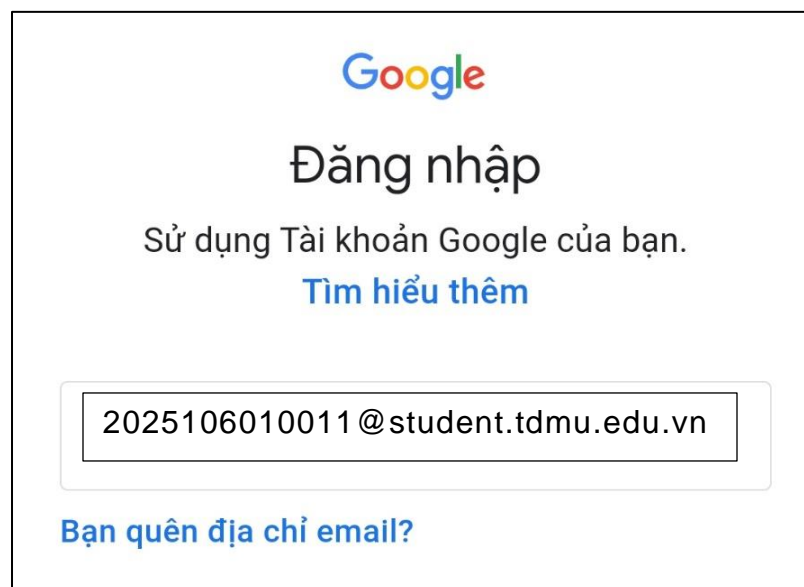 Google
Đăng nhập
Sử dụng Tài khoản Google của bạn.
Tìm hiểu thêm
2025106010011@student.tdmu.edu.vn
Bạn quên địa chỉ email?